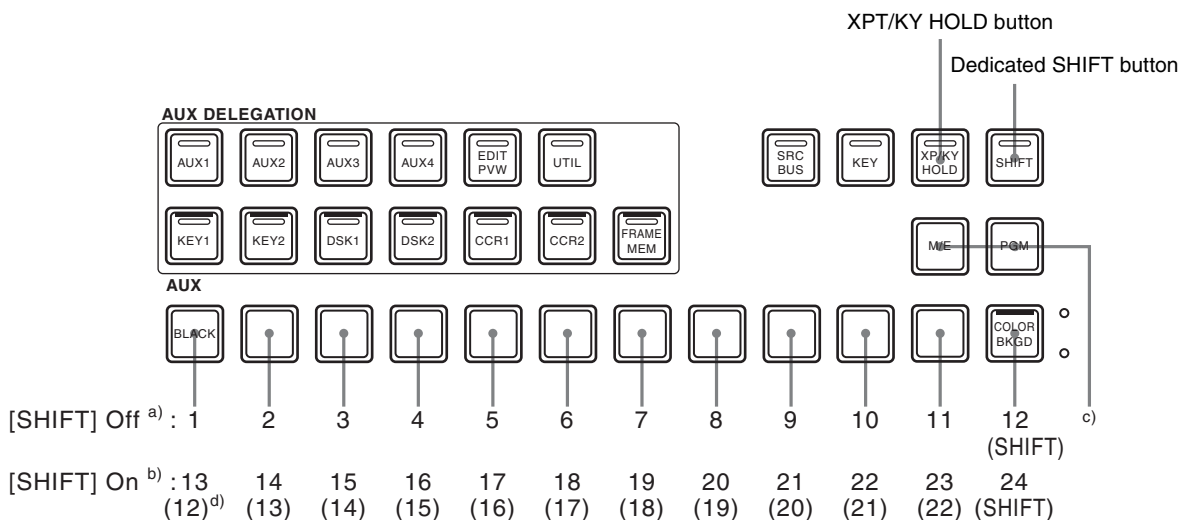 XPT/KY HOLD button
Dedicated SHIFT button
AUX DELEGATION
AUX1 AUX2 AUX3 AUX4 EDIT PVW UTIL SRC BUS KEY XP/KY HOLD SHIFT
KEY1 KEY2 DSK1 DSK2 CCR1 CCR2 FRAME MEM M/E PGM
AUX
BLACK COLOR BKGD
[SHIFT] Off a) : 1 2 3 4 5 6 7 8 9 10 11 12 c)
(SHIFT)
[SHIFT] On b) : 13 14 15 16 17 18 19 20 21 22 23 24
(12)d) (13) (14) (15) (16) (17) (18) (19) (20) (21) (22) (SHIFT)